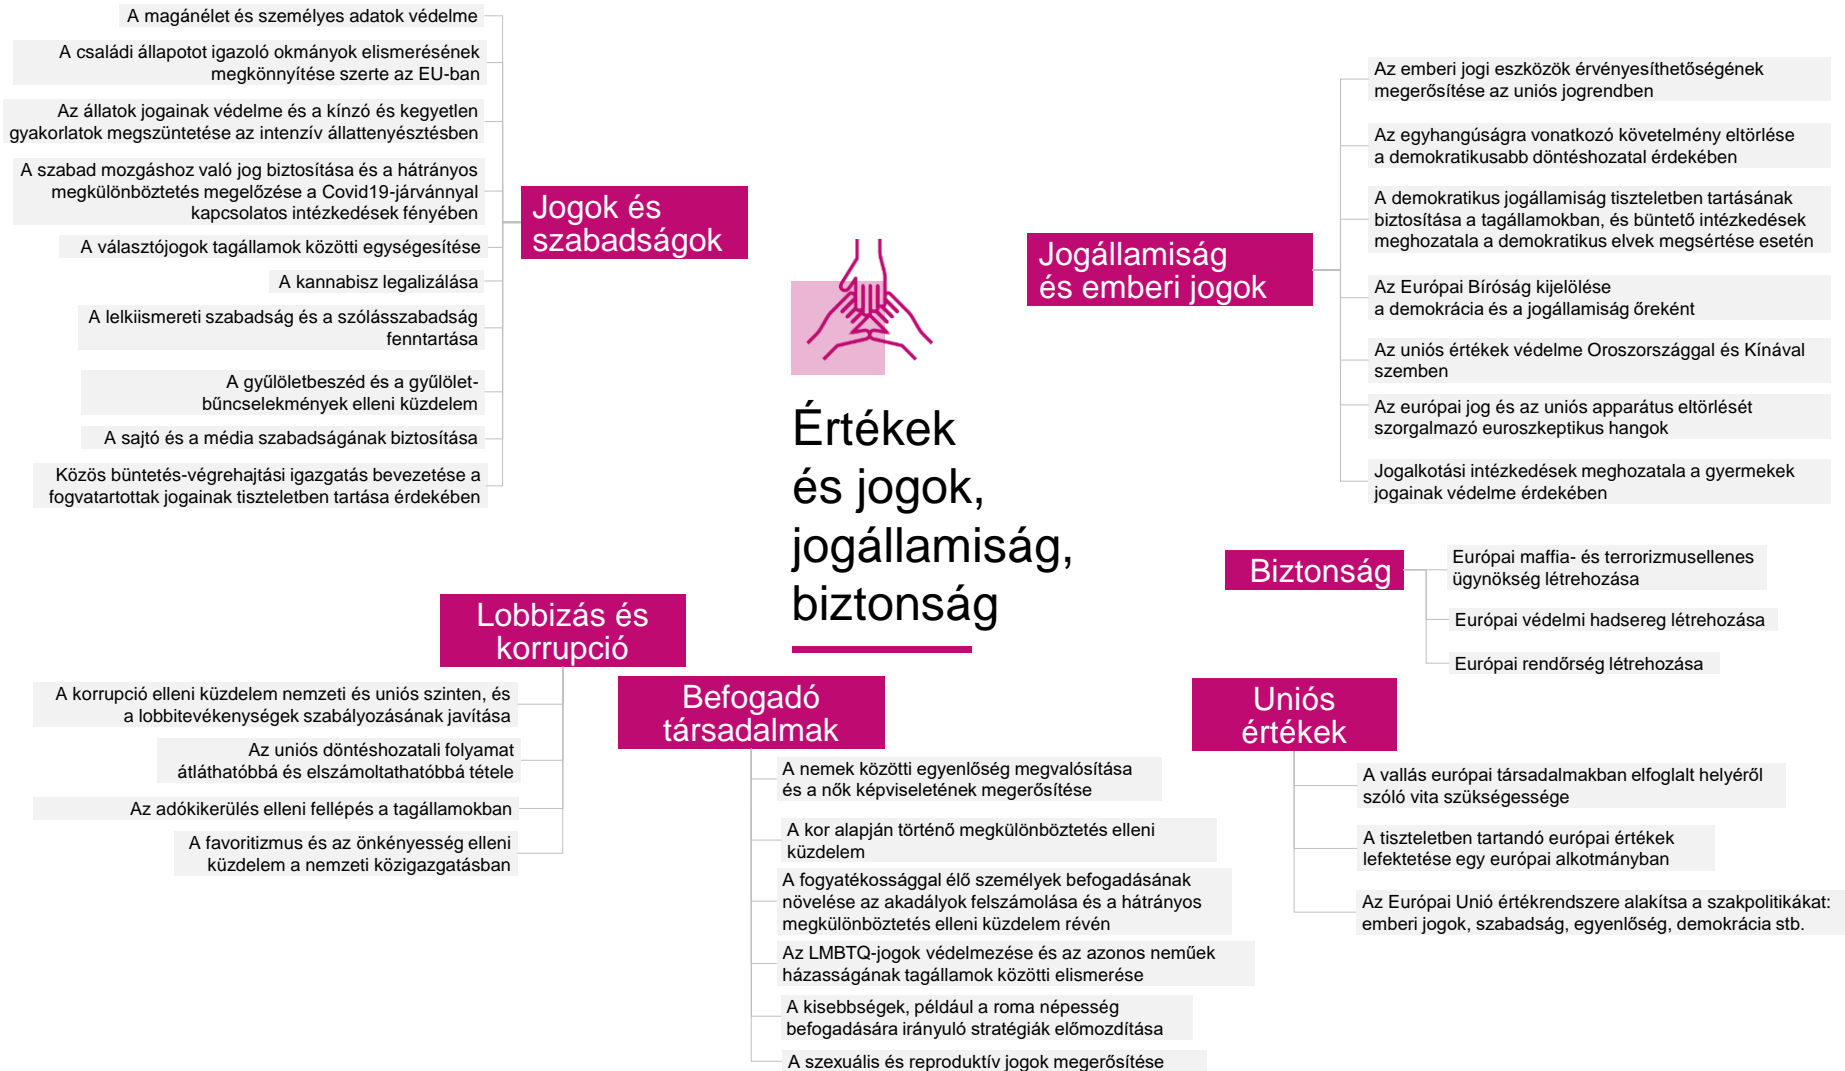 A magánélet és személyes adatok védelme
A családi állapotot igazoló okmányok elismerésének
megkönnyítése szerte az EU-ban
Az állatok jogainak védelme és a kínzó és kegyetlen
gyakorlatok megszüntetése az intenzív állattenyésztésben
A szabad mozgáshoz való jog biztosítása és a hátrányos
megkülönböztetés megelőzése a Covid19-járvánnyal
kapcsolatos intézkedések fényében
A választójogok tagállamok közötti egységesítése
A kannabisz legalizálása
A lelkiismereti szabadság és a szólásszabadság
fenntartása
A gyűlöletbeszéd és a gyűlölet-
bűncselekmények elleni küzdelem
A sajtó és a média szabadságának biztosítása
Közös büntetés-végrehajtási igazgatás bevezetése a
fogvatartottak jogainak tiszteletben tartása érdekében
Jogok és
szabadságok
Értékek
és jogok,
jogállamiság,
biztonság
Jogállamiság
és emberi jogok
Az emberi jogi eszközök érvényesíthetőségének
megerősítése az uniós jogrendben
Az egyhangúságra vonatkozó követelmény eltörlése
a demokratikusabb döntéshozatal érdekében
A demokratikus jogállamiság tiszteletben tartásának
biztosítása a tagállamokban, és büntető intézkedések
meghozatala a demokratikus elvek megsértése esetén
Az Európai Bíróság kijelölése
a demokrácia és a jogállamiság őreként
Az uniós értékek védelme Oroszországgal és Kínával
szemben
Az európai jog és az uniós apparátus eltörlését
szorgalmazó euroszkeptikus hangok
Jogalkotási intézkedések meghozatala a gyermekek
jogainak védelme érdekében
Biztonság
Európai maffia- és terrorizmusellenes
ügynökség létrehozása
Európai védelmi hadsereg létrehozása
Európai rendőrség létrehozása
Lobbizás és
korrupció
A korrupció elleni küzdelem nemzeti és uniós szinten, és
a lobbitevékenységek szabályozásának javítása
Az uniós döntéshozatali folyamat
átláthatóbbá és elszámoltathatóbbá tétele
Az adókikerülés elleni fellépés a tagállamokban
A favoritizmus és az önkényesség elleni
küzdelem a nemzeti közigazgatásban
Befogadó
társadalmak
A nemek közötti egyenlőség megvalósítása
és a nők képviseletének megerősítése
A kor alapján történő megkülönböztetés elleni
küzdelem
A fogyatékossággal élő személyek befogadásának
növelése az akadályok felszámolása és a hátrányos
megkülönböztetés elleni küzdelem révén
Az LMBTQ-jogok védelmezése és az azonos neműek
házasságának tagállamok közötti elismerése
A kisebbségek, például a roma népesség
befogadására irányuló stratégiák előmozdítása
A szexuális és reproduktív jogok megerősítése
Uniós
értékek
A vallás európai társadalmakban elfoglalt helyéről
szóló vita szükségessége
A tiszteletben tartandó európai értékek
lefektetése egy európai alkotmányban
Az Európai Unió értékrendszere alakítsa a szakpolitikákat:
emberi jogok, szabadság, egyenlőség, demokrácia stb.